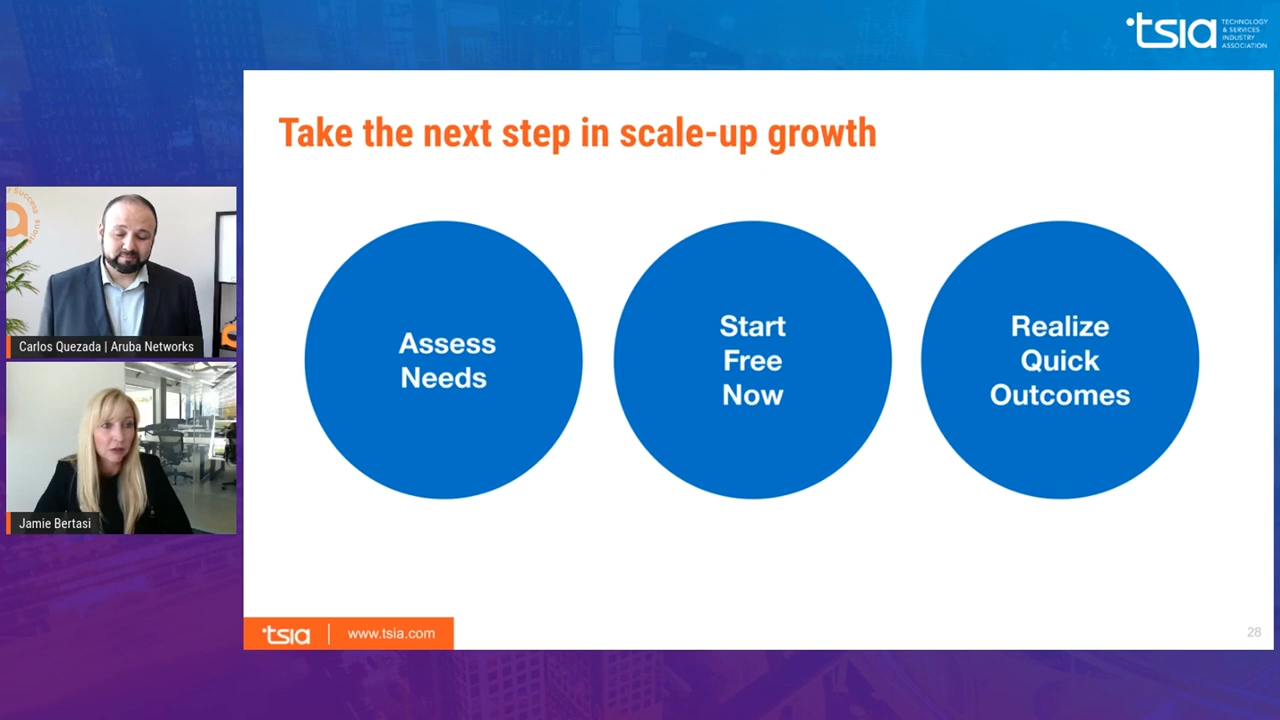 tsia
TECHNOLOGY
& SERVICES
INDUSTRY
ASSOCIATION
Take the next step in scale-up growth
Success
Carlos Quezada | Aruba Networks
Jamie Bertasi
Assess
Needs
Start
Free
Now
Realize
Quick
Outcomes
tsia
www.tsia.com
28